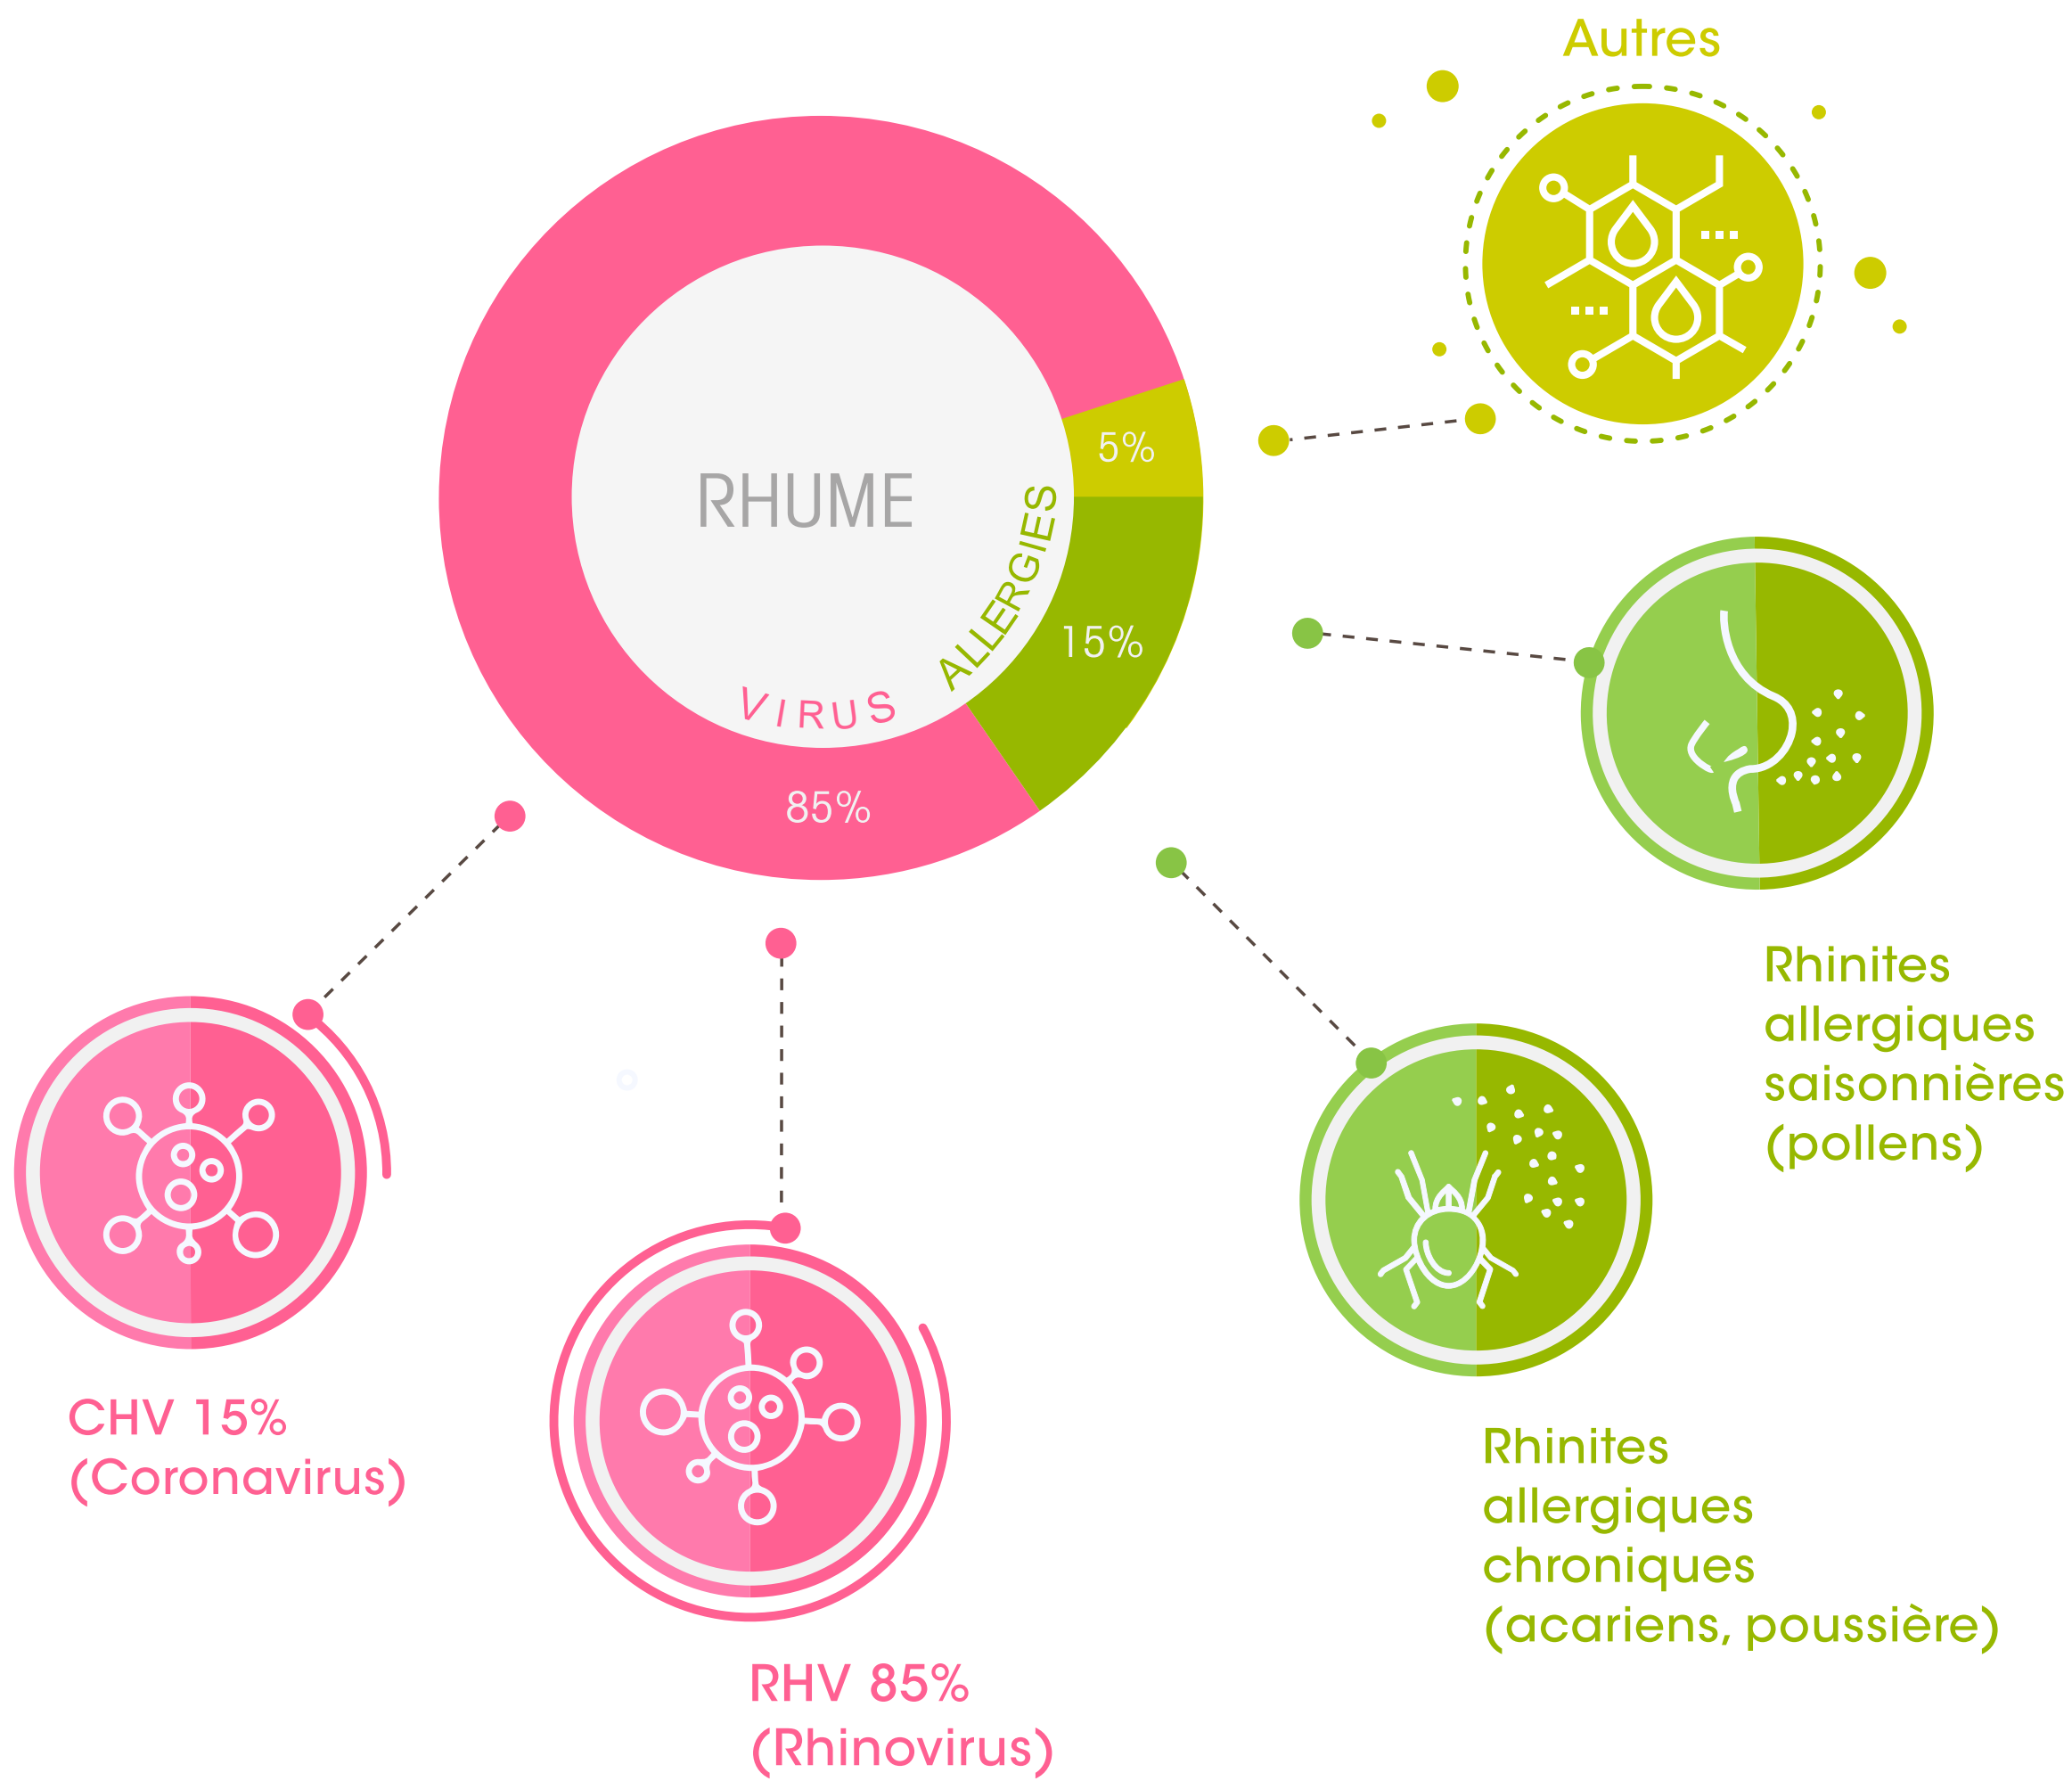 Autres
5%
RHUME
ALLERGIES
15%
VIRUS
85%
Rhinites
allergiques
saisonnières
(pollens)
CHV 15%
(Coronavirus)
Rhinites
allergiques
chroniques
(acariens, poussière)
RHV 85%
(Rhinovirus)